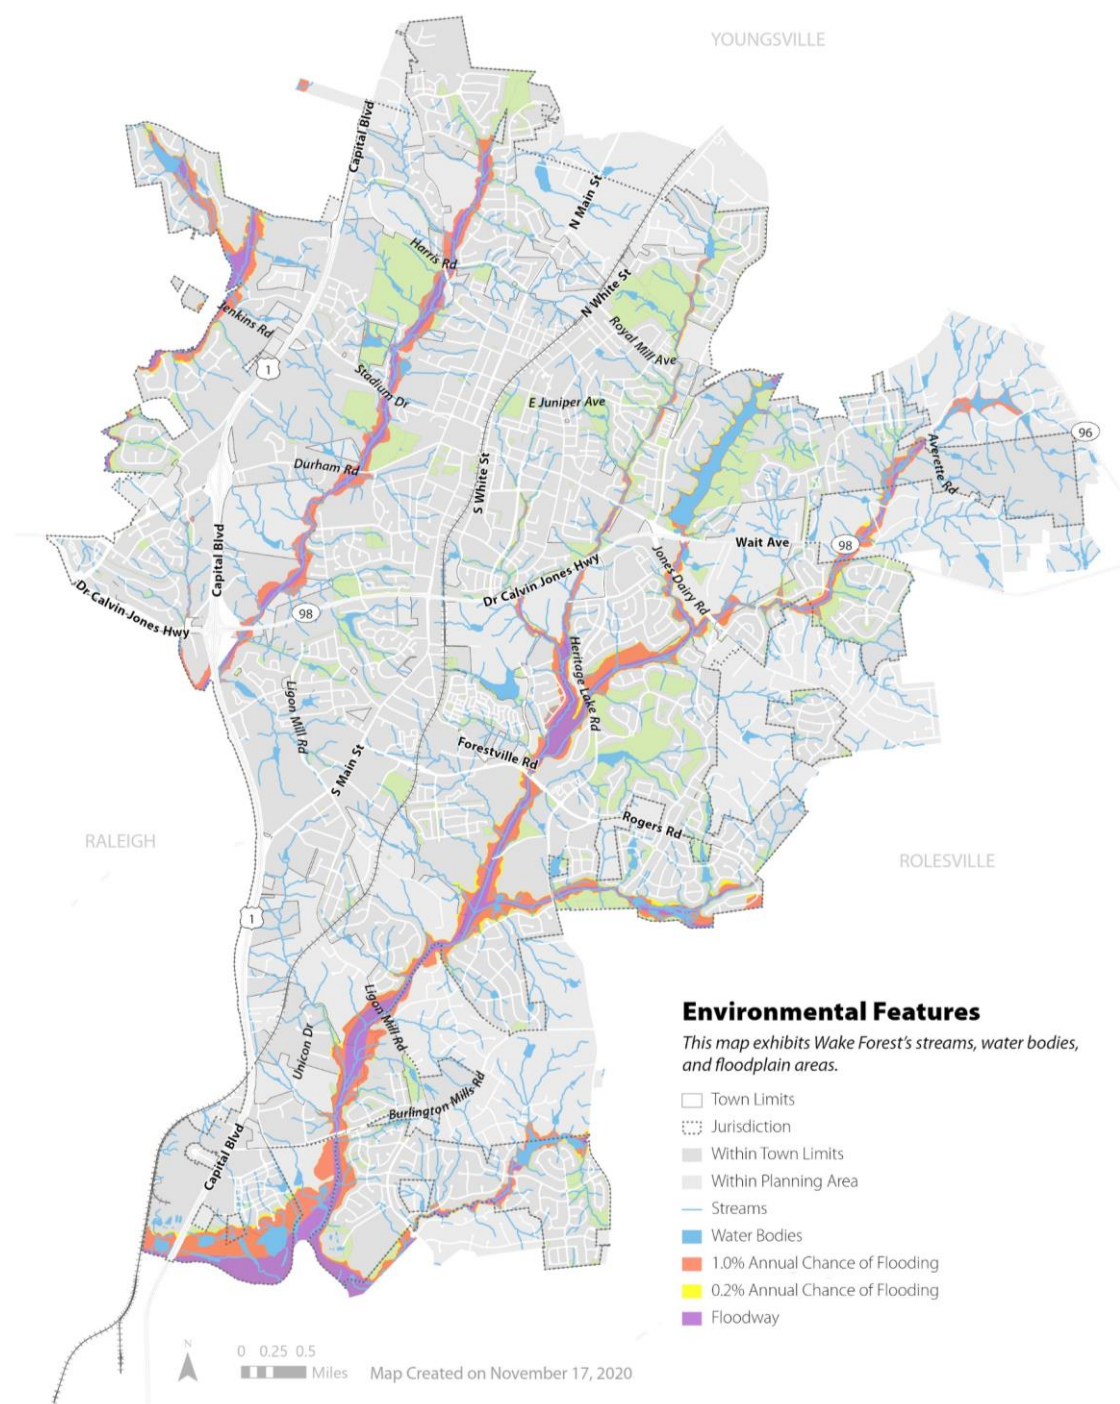 YOUNGSVILLE
Capital Blvd
N Main St
Harris Rd
N White St
Jenkins Rd
Royal Mill Ave
1
Stadium Dr
E Juniper Ave
96
Averette Rd
Durham Rd
S White St
Capital Blvd
Wait Ave
98
Jones Dairy Rd
Dr Calvin Jones Hwy
Dr. Calvin Jones Hwy
98
Heritage Lake Rd
Ligon Mill Rd
Forestville Rd
S Main St
Rogers Rd
RALEIGH
ROLESVILLE
1
Ligon Mill Rd
Unicon Dr
Burlington Mills Rd
Capital Blvd
Environmental Features
This map exhibits Wake Forest's streams, water bodies,
and floodplain areas.
Town Limits
Jurisdiction
Within Town Limits
Within Planning Area
Streams
Water Bodies
1.0% Annual Chance of Flooding
0.2% Annual Chance of Flooding
Floodway
N
0 0.25 0.5
Miles
Map Created on November 17, 2020